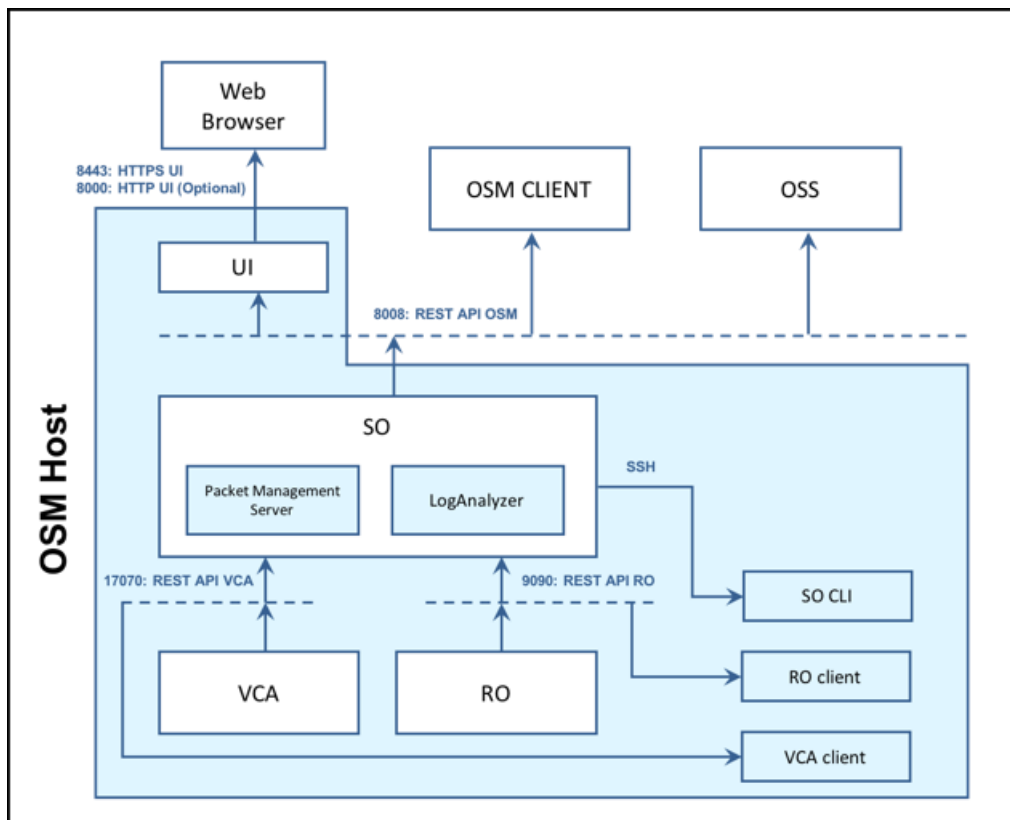 Web
Browser
8443: HTTPS UI
8000: HTTP UI (Optional)
OSM CLIENT
OSS
UI
8008: REST API OSM
OSM Host
SO
SSH
Packet Management
Server
LogAnalyzer
17070: REST API VCA
9090: REST API RO
SO CLI
VCA
RO
RO client
VCA client